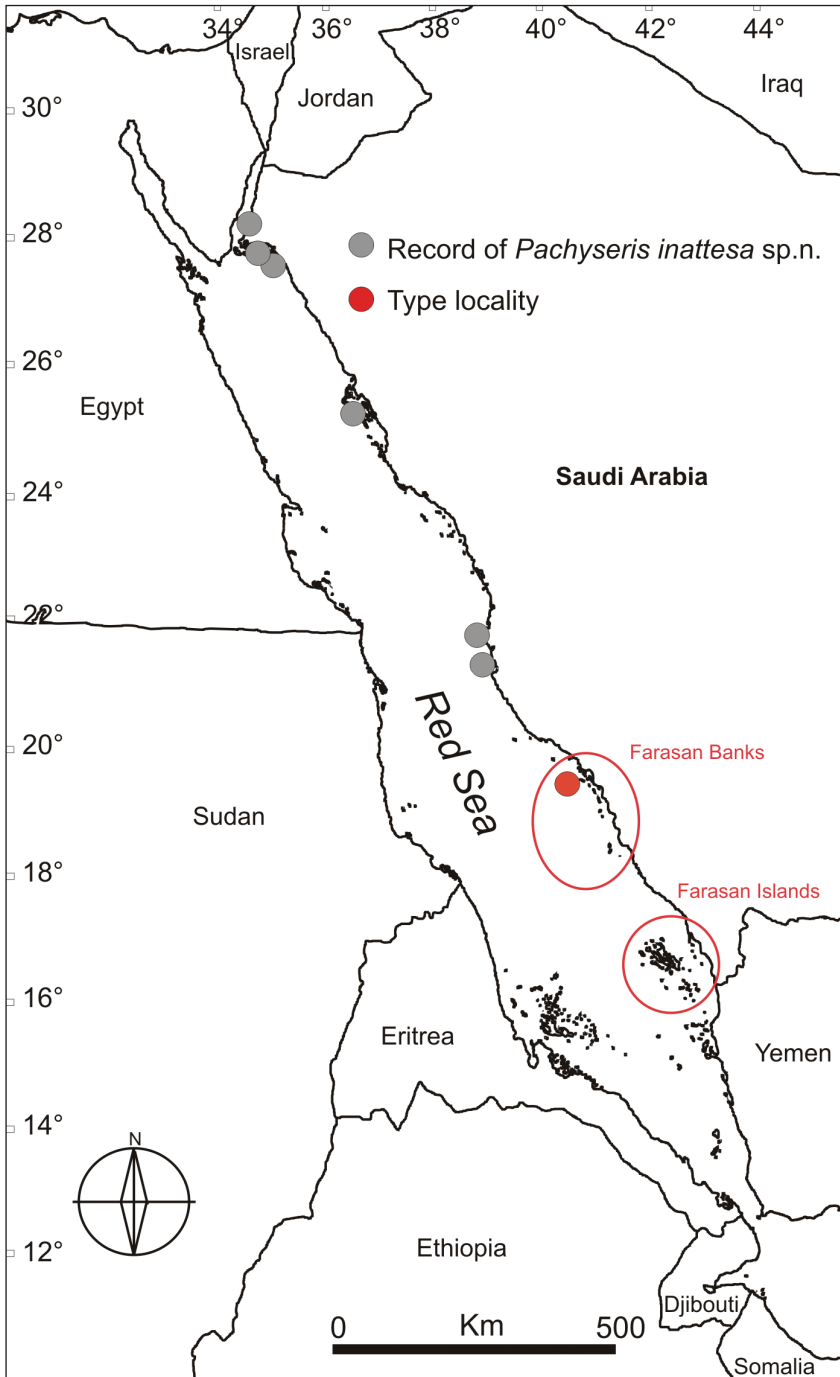 34° 36° 38° 40° 42° 44°
Israel
Jordan
Iraq
30°
28°
Record of Pachyseris inattesa sp.n.
Type locality
26°
Egypt
24°
Saudi Arabia
22°
Red Sea
20°
Farasan Banks
Sudan
18°
Farasan Islands
16°
Eritrea
Yemen
14°
N
12°
Ethiopia
Djibouti
0 Km 500
Somalia